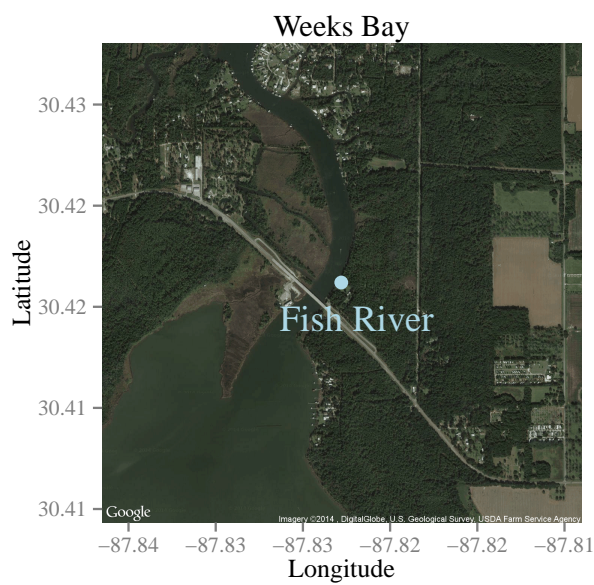 Weeks Bay
30.43
30.42
30.42
30.41
30.41
Latitude
Fish River
Google
Imagery ©2014 , DigitalGlobe, U.S. Geological Survey, USDA Farm Service Agency
−87.84 −87.83 −87.83 −87.82 −87.82 −87.81
Longitude